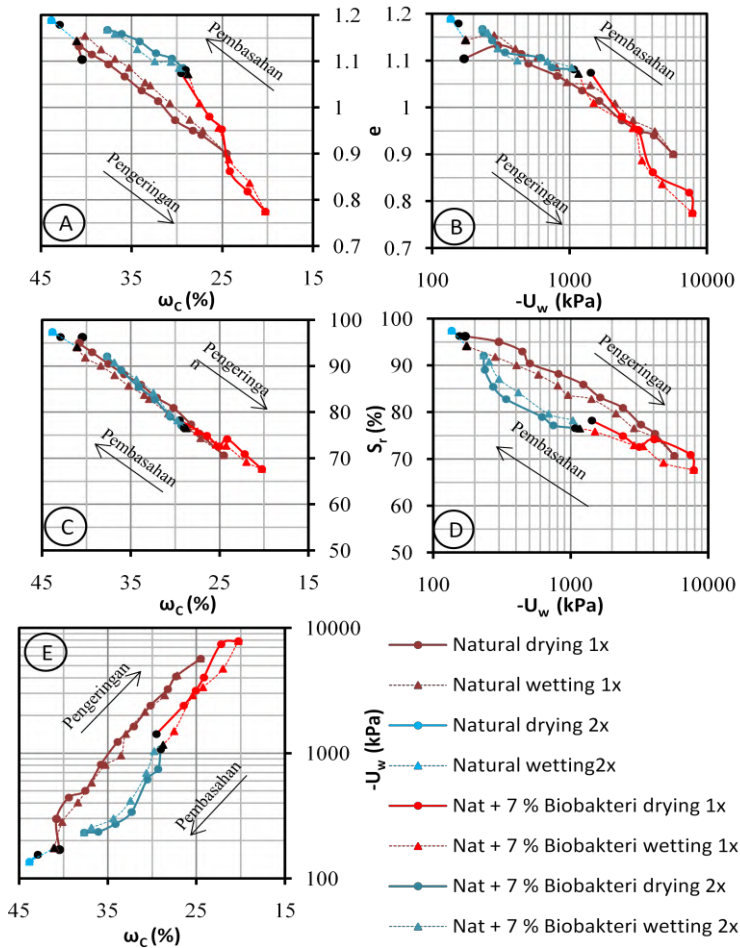 1.2
1.1
1
0.9
0.8
0.7
e
Pembasahan
Pengeringan
A
45
35
25
15
ωc (%)
1.2
1.1
1
0.9
0.8
0.7
Pembasahan
Pengeringan
B
100
1000
10000
-Uw (kPa)
100
90
80
70
60
50
Sr (%)
Pengeringa
n
Pembasahan
C
45
35
25
15
ωc (%)
100
90
80
70
60
50
Pengeringan
Pembasahan
D
100
1000
10000
-Uw (kPa)
10000
1000
100
-Uw (kPa)
Pengeringan
Pembasahan
E
45
35
25
15
ωc (%)
Natural drying 1x
Natural wetting 1x
Natural drying 2x
Natural wetting2x
Nat + 7 % Biobakteri drying 1x
Nat + 7 % Biobakteri wetting 1x
Nat + 7 % Biobakteri drying 2x
Nat + 7 % Biobakteri wetting 2x